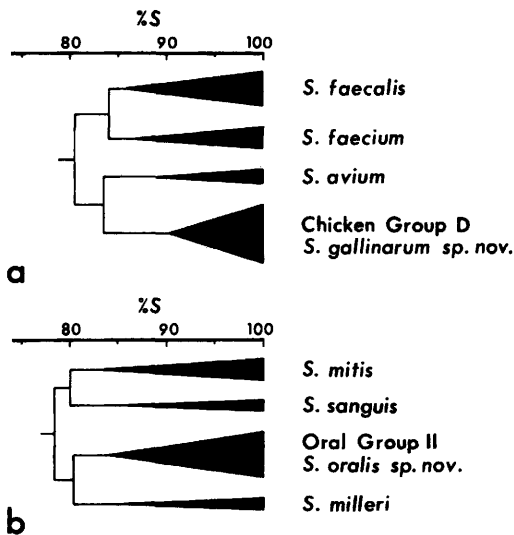 %S
80 90 100
S. faecalis
S. faecium
S. avium
Chicken Group D
S. gallinarum sp. nov.
a
%S
80 90 100
S. mitis
S. sanguis
Oral Group II
S. oralis sp. nov.
S. milleri
b